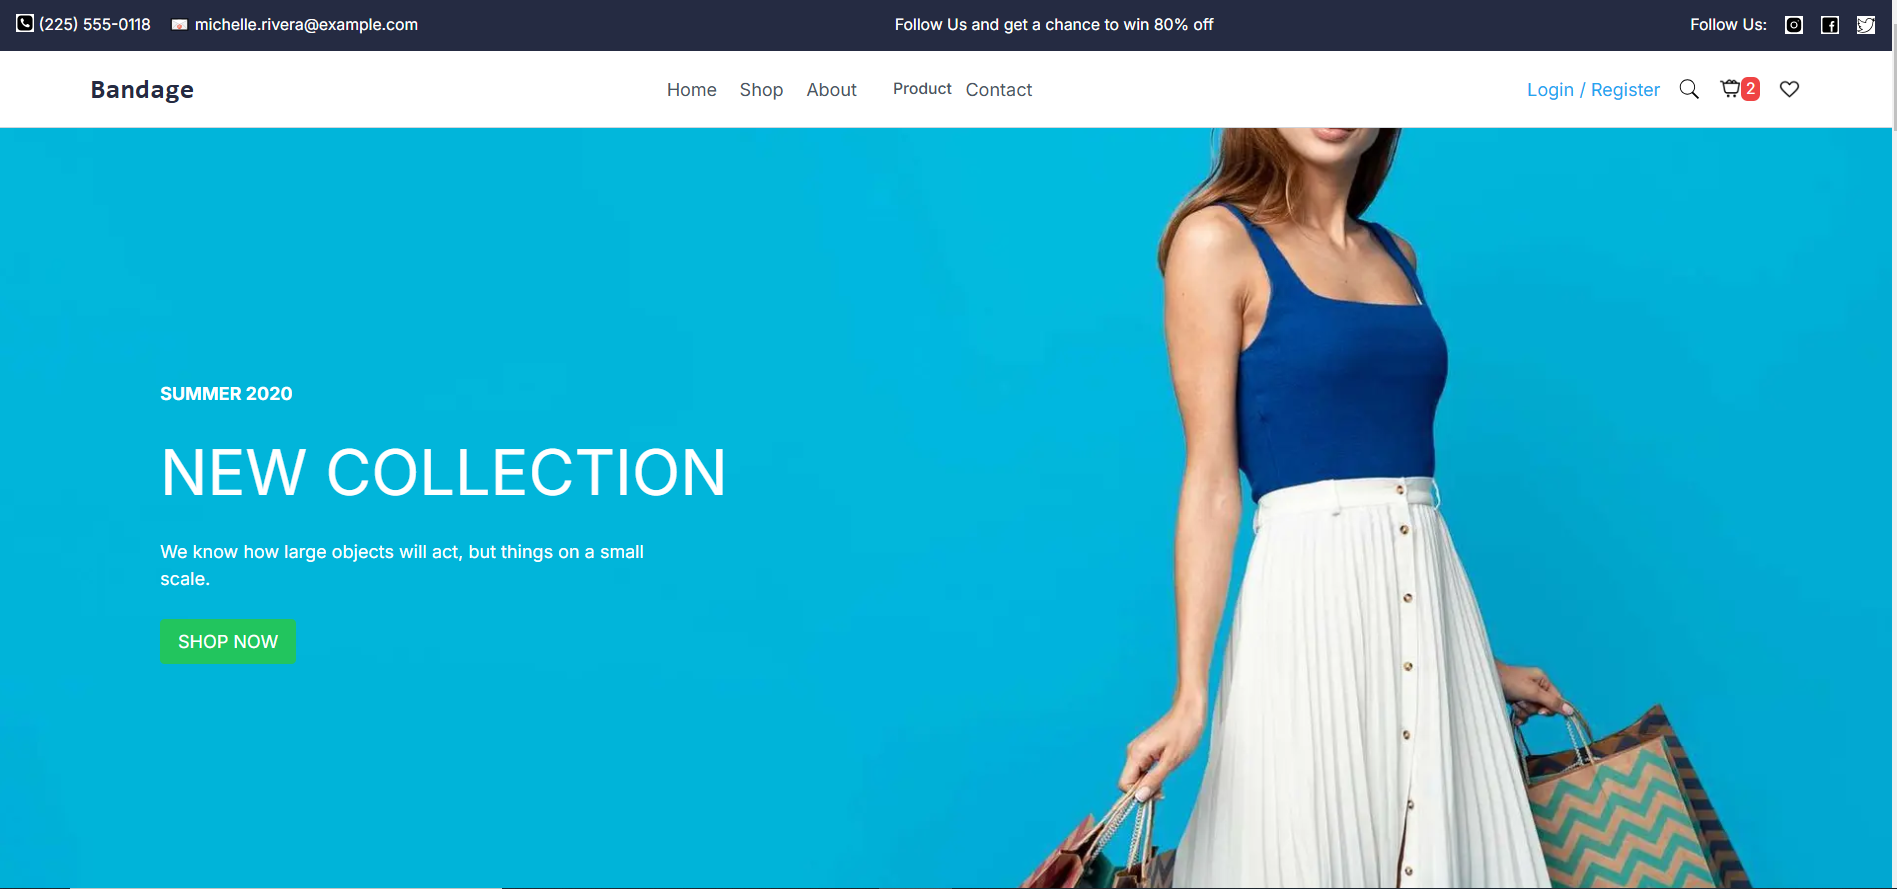 (225) 555-0118 michelle.rivera@example.com Follow Us and get a chance to win 80% off Follow Us:
Bandage Home Shop About Product Contact Login / Register 2
SUMMER 2020
NEW COLLECTION
We know how large objects will act, but things on a small
scale.
SHOP NOW